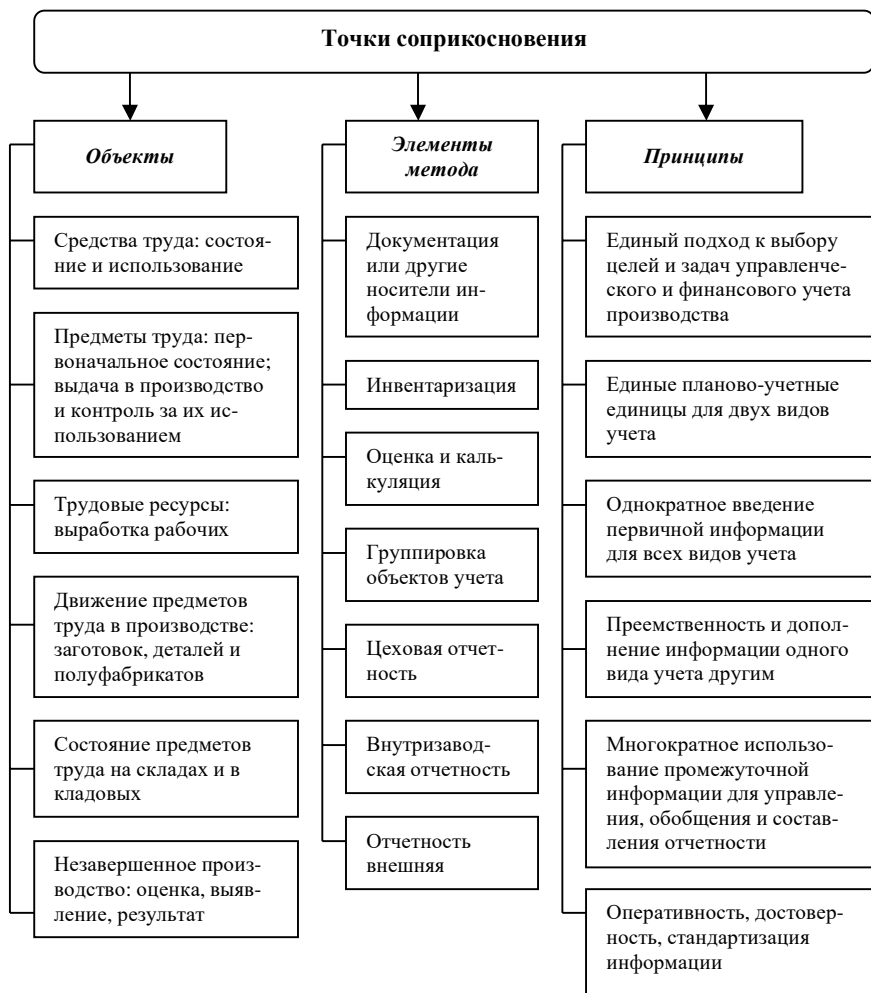 Точки соприкосновения
Объекты
Средства труда: состоя-
ние и использование
Предметы труда: пер-
воначальное состояние;
выдача в производство
и контроль за их ис-
пользованием
Трудовые ресурсы:
выработка рабочих
Движение предметов
труда в производстве:
заготовок, деталей и
полуфабрикатов
Состояние предметов
труда на складах и в
кладовых
Незавершенное произ-
водство: оценка, выяв-
ление, результат
Элементы
метода
Документация
или другие
носители ин-
формации
Инвентаризация
Оценка и каль-
куляция
Группировка
объектов учета
Цеховая отчет-
ность
Внутризавод-
ская отчетность
Отчетность
внешняя
Принципы
Единый подход к выбору
целей и задач управленче-
ского и финансового учета
производства
Единые планово-учетные
единицы для двух видов
учета
Однократное введение
первичной информации
для всех видов учета
Преемственность и допол-
нение информации одного
вида учета другим
Многократное использо-
вание промежуточной
информации для управле-
ния, обобщения и состав-
ления отчетности
Оперативность, достовер-
ность, стандартизация
информации